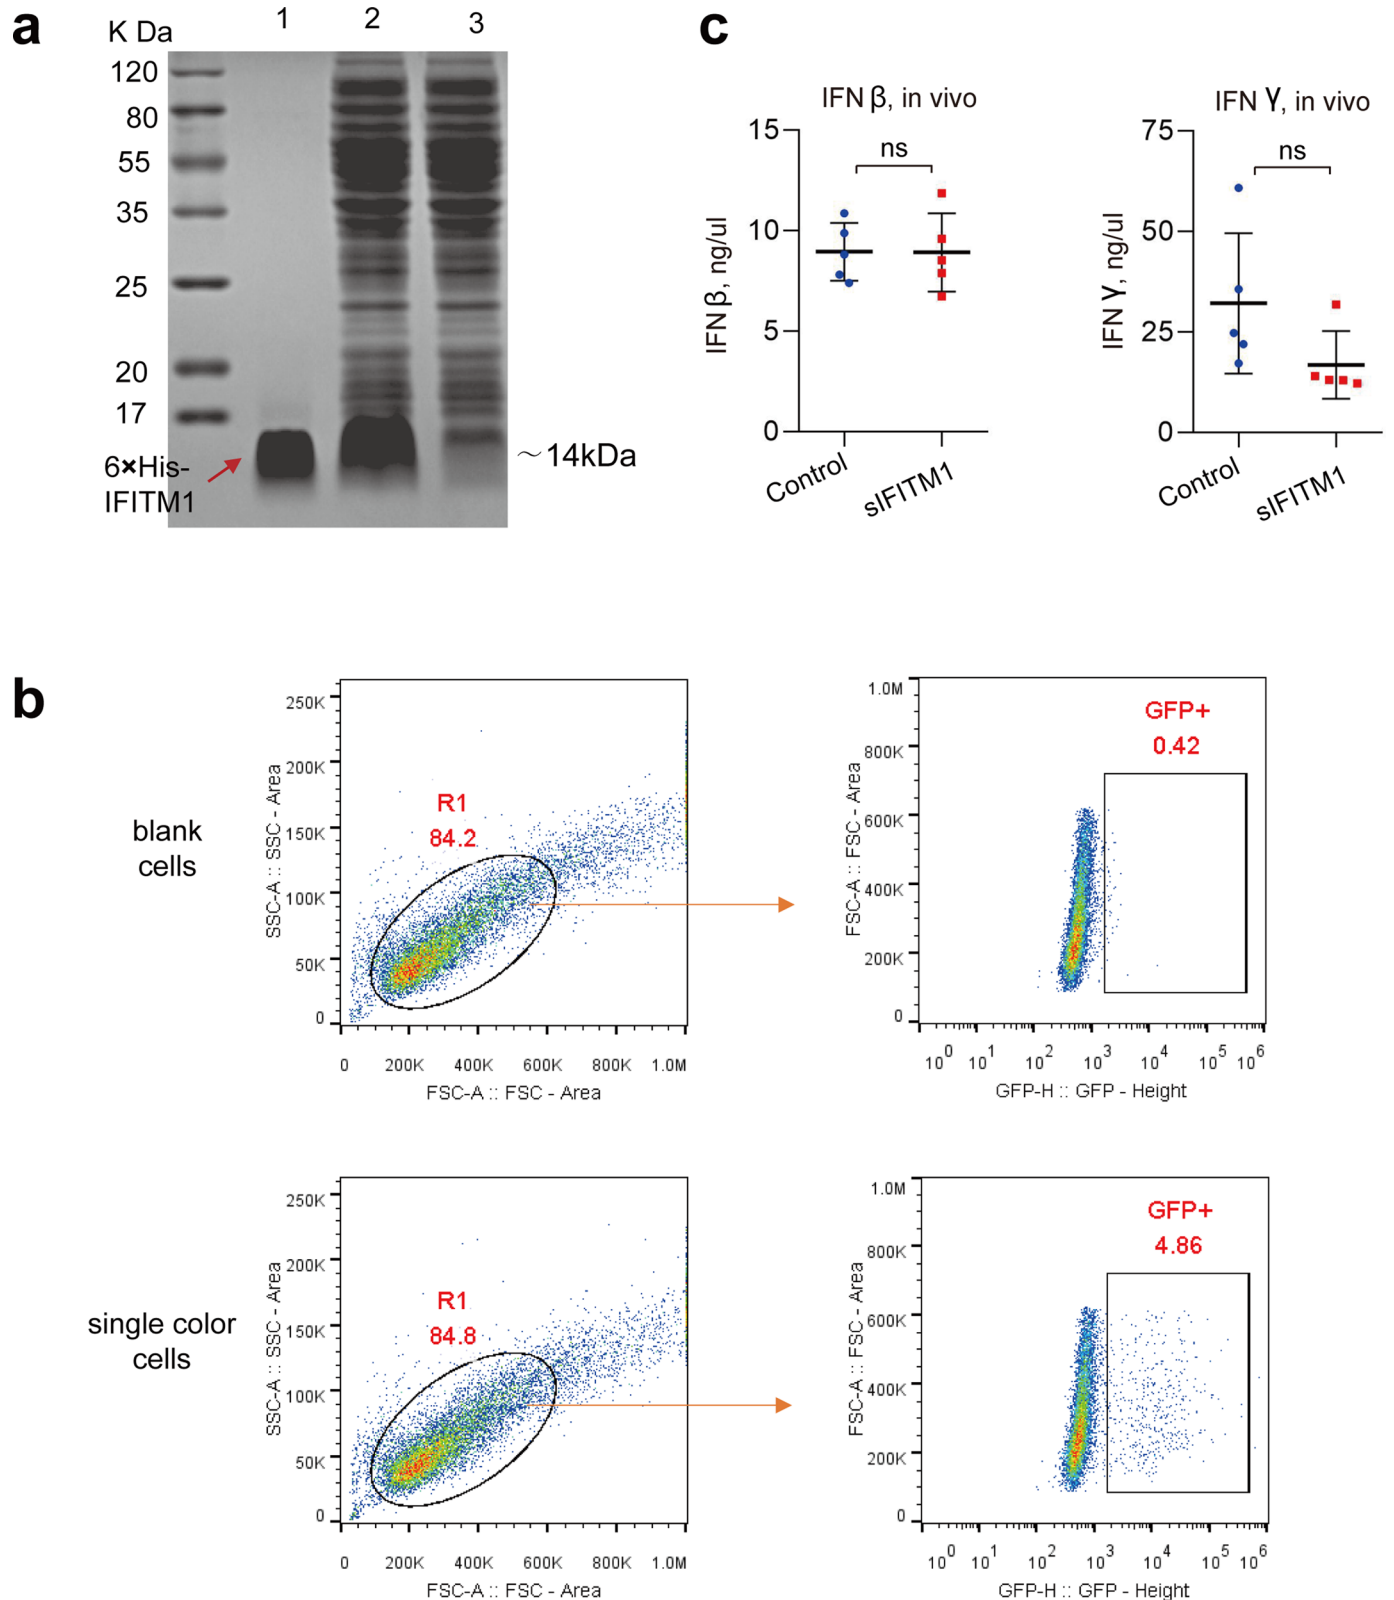 a
K Da
1
2
3
120
80
55
35
25
20
17
6×His-
IFITM1
~14kDa
c
IFN β, in vivo
15
10
5
0
IFN β, ng/ul
ns
Control
sIFITM1
IFN γ, in vivo
75
50
25
0
IFN γ, ng/ul
ns
Control
sIFITM1
b
blank
cells
250K
200K
150K
100K
50K
0
SSC-A :: SSC - Area
R1
84.2
0 200K 400K 600K 800K 1.0M
FSC-A :: FSC - Area
1.0M
800K
600K
400K
200K
0
FSC-A :: FSC - Area
GFP+
0.42
10^0 10^1 10^2 10^3 10^4 10^5 10^6
GFP-H :: GFP - Height
single color
cells
250K
200K
150K
100K
50K
0
SSC-A :: SSC - Area
R1
84.8
0 200K 400K 600K 800K 1.0M
FSC-A :: FSC - Area
1.0M
800K
600K
400K
200K
0
FSC-A :: FSC - Area
GFP+
4.86
10^0 10^1 10^2 10^3 10^4 10^5 10^6
GFP-H :: GFP - Height